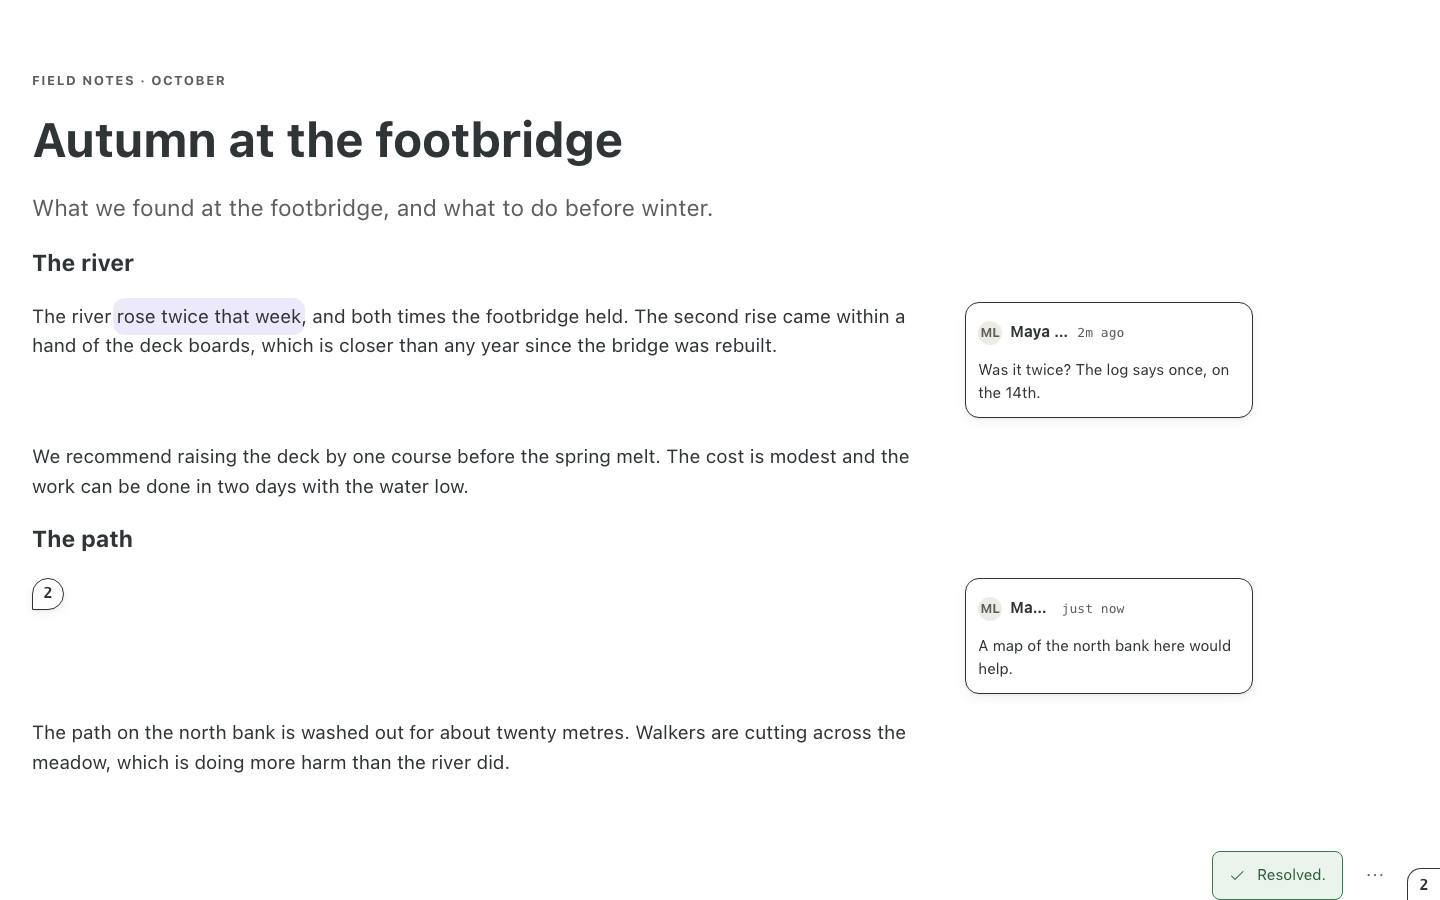 FIELD NOTES · OCTOBER
Autumn at the footbridge
What we found at the footbridge, and what to do before winter.
The river
The river rose twice that week, and both times the footbridge held. The second rise came within a
hand of the deck boards, which is closer than any year since the bridge was rebuilt.
ML Maya ... 2m ago
Was it twice? The log says once, on
the 14th.
We recommend raising the deck by one course before the spring melt. The cost is modest and the
work can be done in two days with the water low.
The path
2
ML Ma... just now
A map of the north bank here would
help.
The path on the north bank is washed out for about twenty metres. Walkers are cutting across the
meadow, which is doing more harm than the river did.
Resolved.
...
2